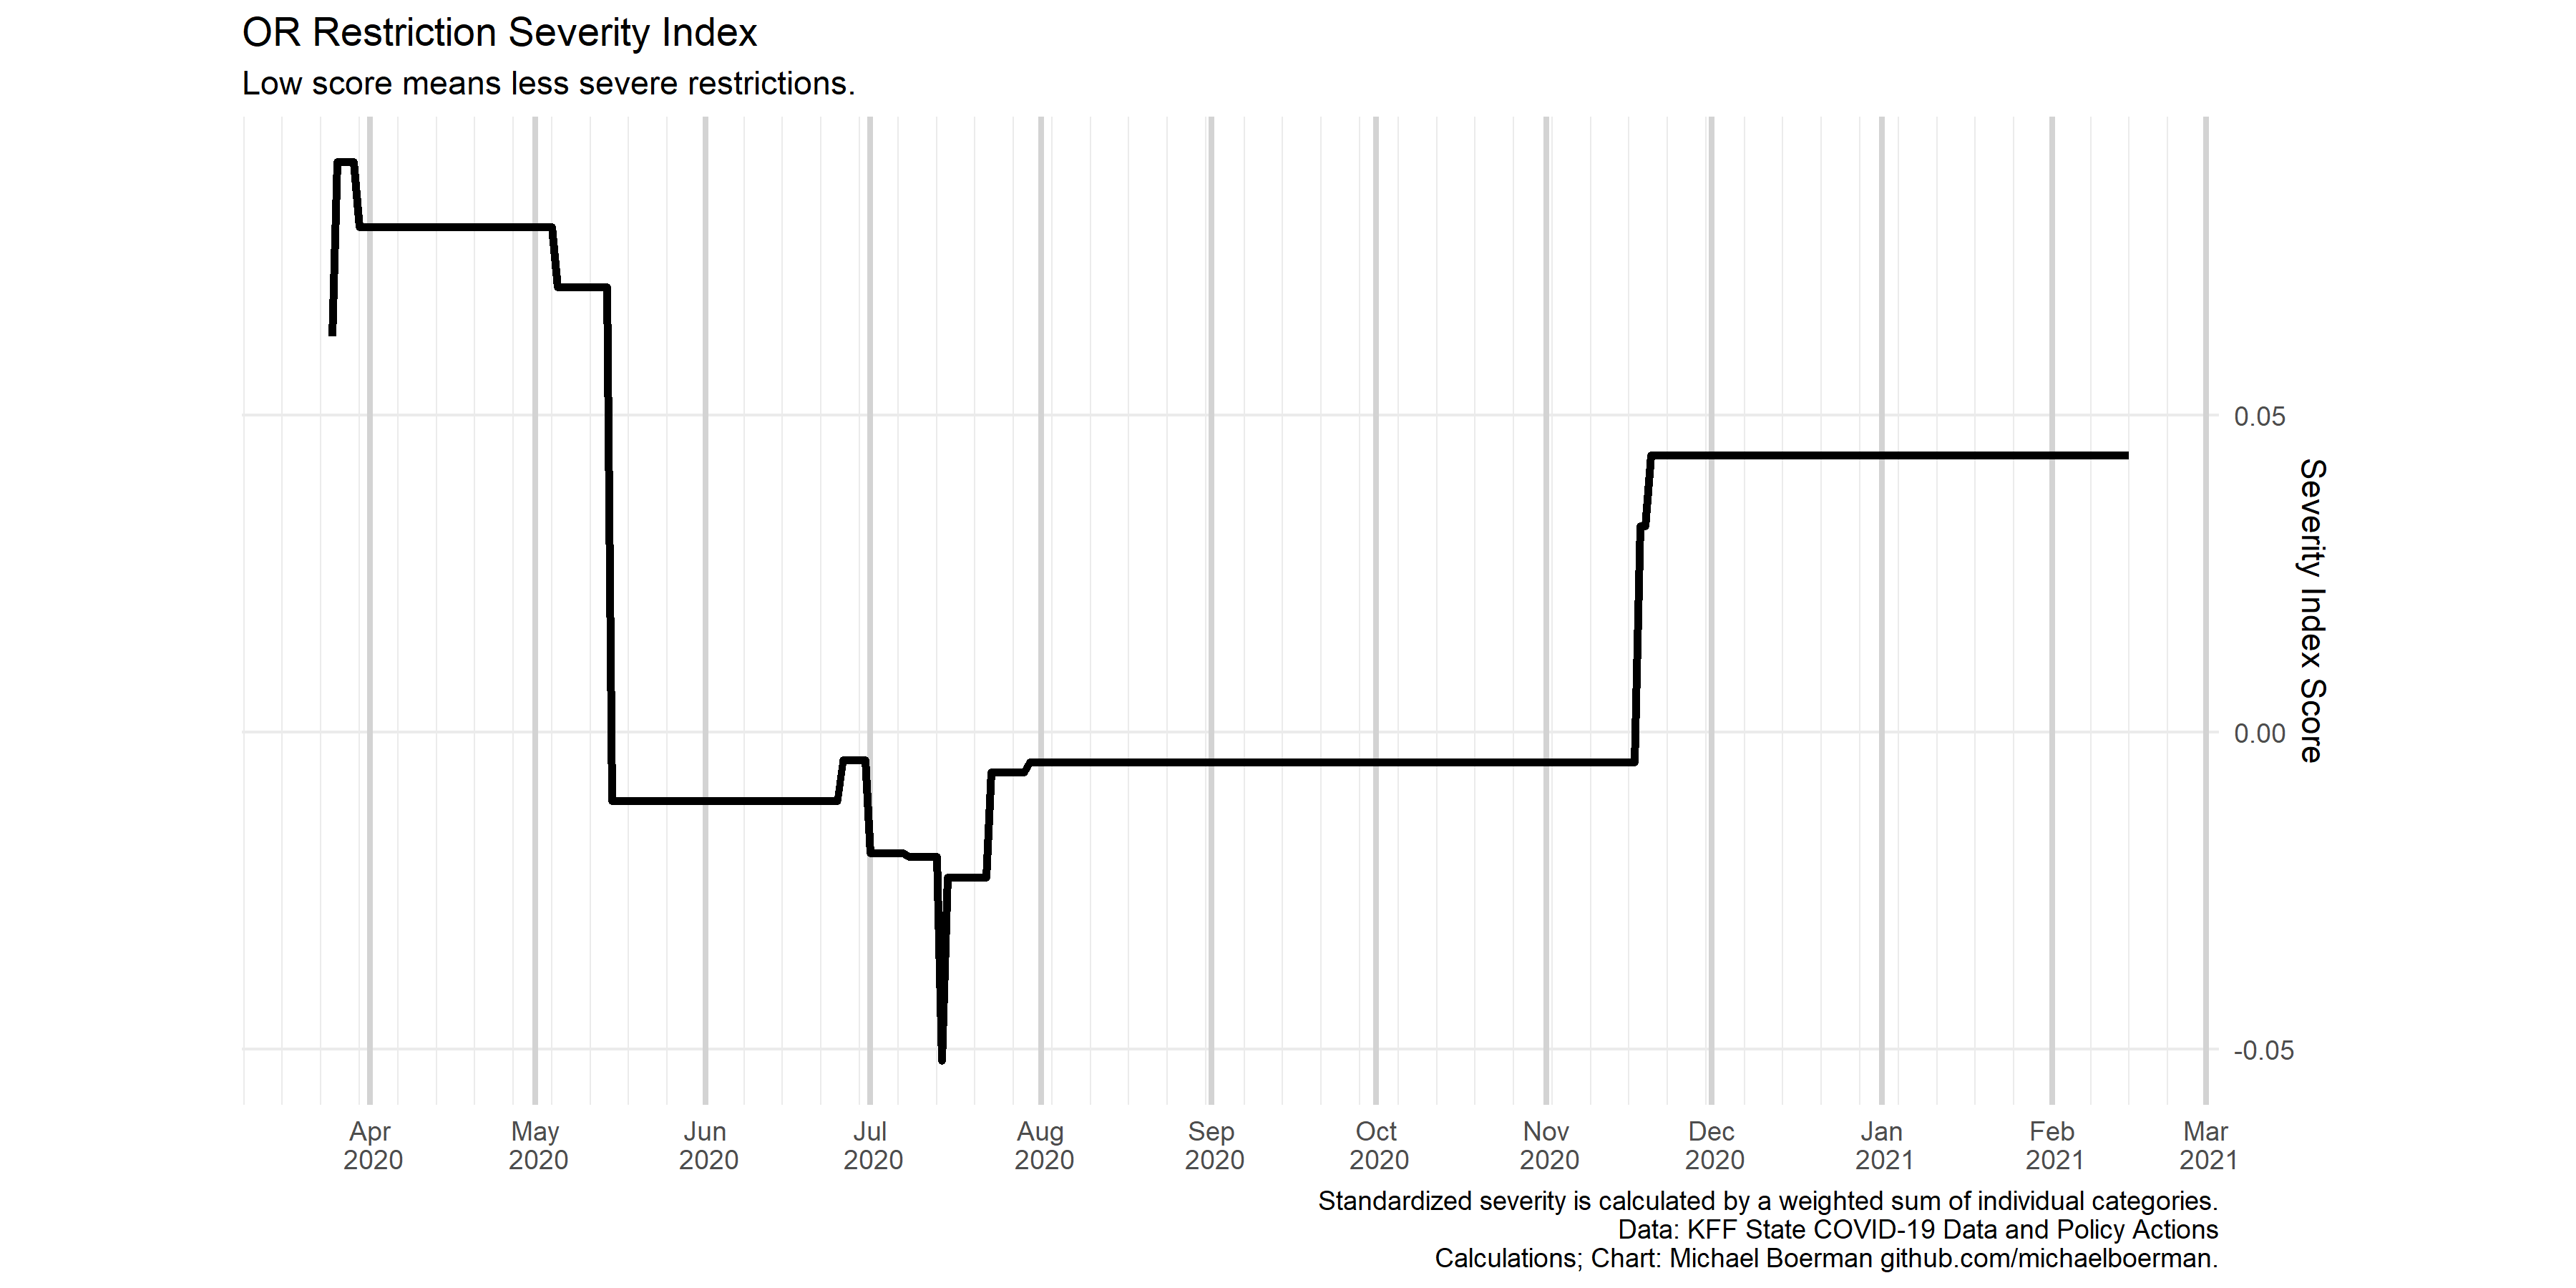 OR Restriction Severity Index
Low score means less severe restrictions.
0.05
0.00
-0.05
Severity Index Score
Apr
2020
May
2020
Jun
2020
Jul
2020
Aug
2020
Sep
2020
Oct
2020
Nov
2020
Dec
2020
Jan
2021
Feb
2021
Mar
2021
Standardized severity is calculated by a weighted sum of individual categories.
Data: KFF State COVID-19 Data and Policy Actions
Calculations; Chart: Michael Boerman github.com/michaelboerman.